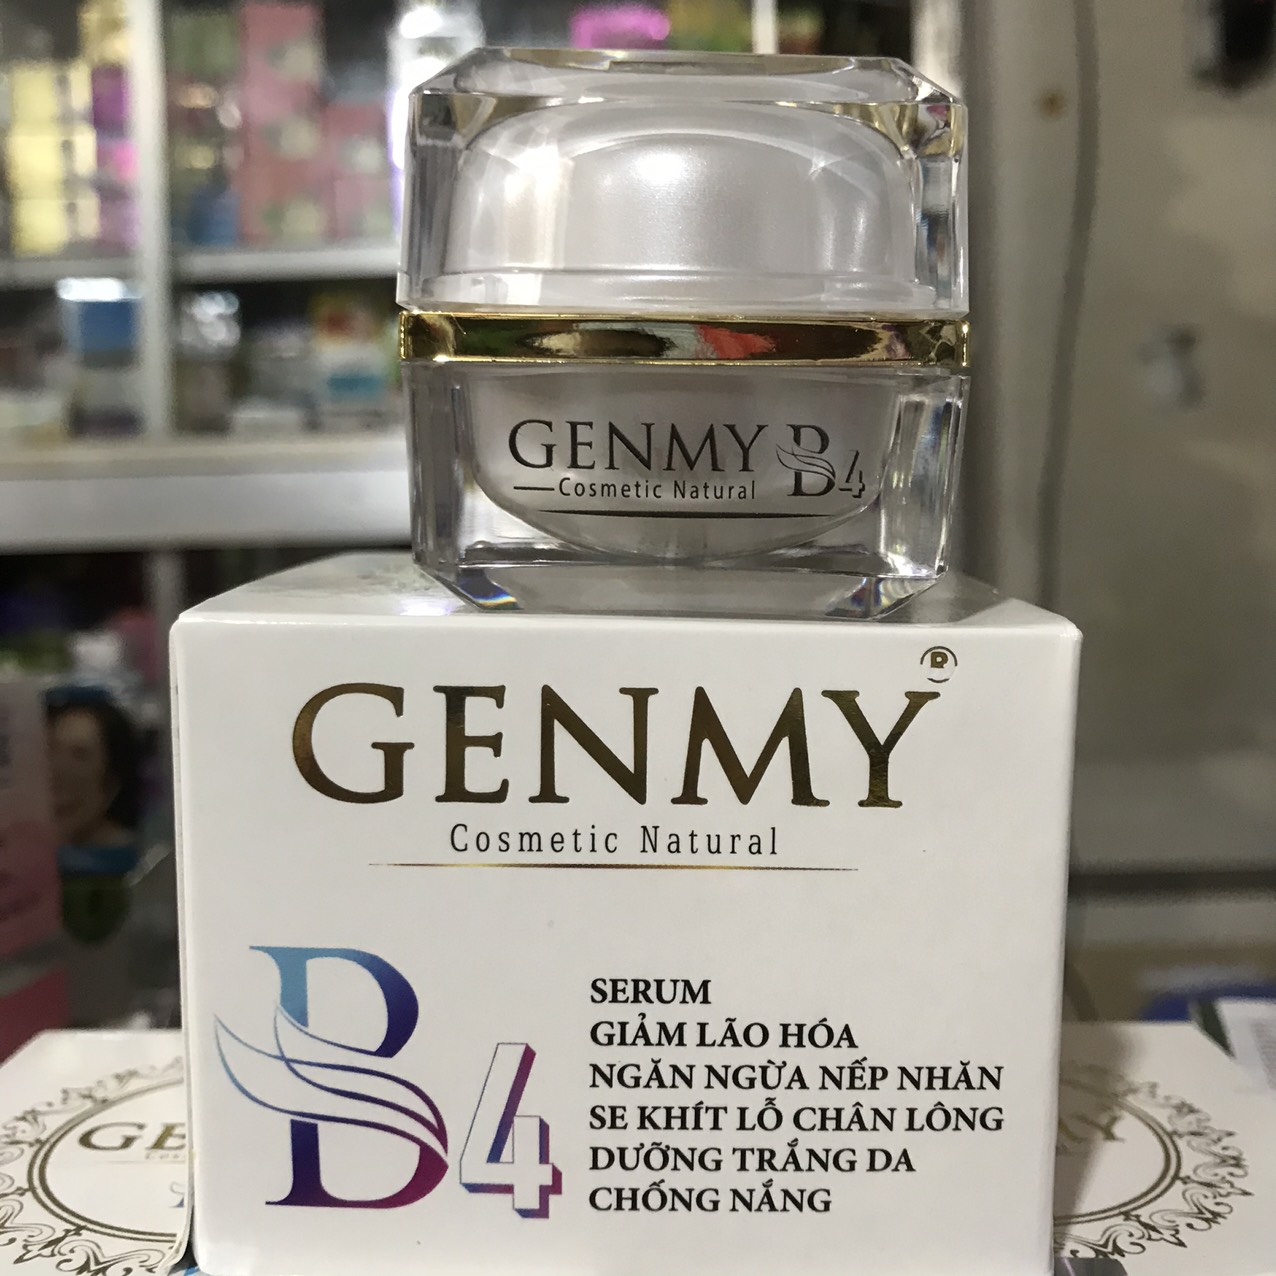 GENMY B4
Cosmetic Natural
GENMY®
Cosmetic Natural
B4
SERUM
GIẢM LÃO HÓA
NGĂN NGỪA NẾP NHĂN
SE KHÍT LỖ CHÂN LÔNG
DƯỠNG TRẮNG DA
CHỐNG NẮNG